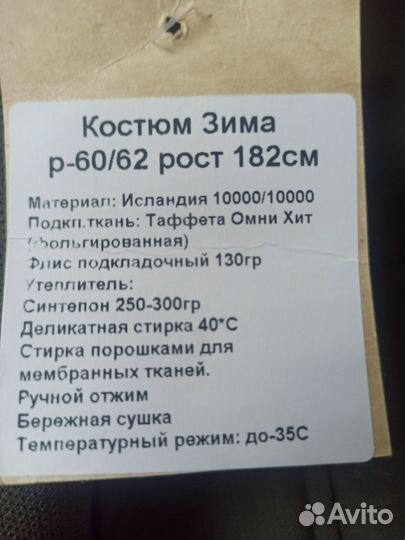 Костюм Зима
р-60/62 рост 182см
Материал: Исландия 10000/10000
Подкл.ткань: Таффета Омни Хит
(фольгированная)
Флис подкладочный 130гр
Утеплитель:
Синтепон 250-300гр
Деликатная стирка 40*С
Стирка порошками для
мембранных тканей.
Ручной отжим
Бережная сушка
Температурный режим: до-35С
Avito